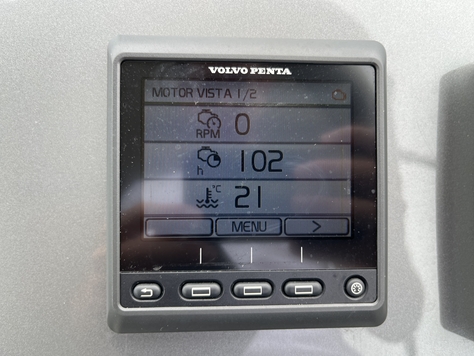 VOLVO PENTA
MOTOR VISTA 1/2
RPM 0
h 102
°C 21
MENU >